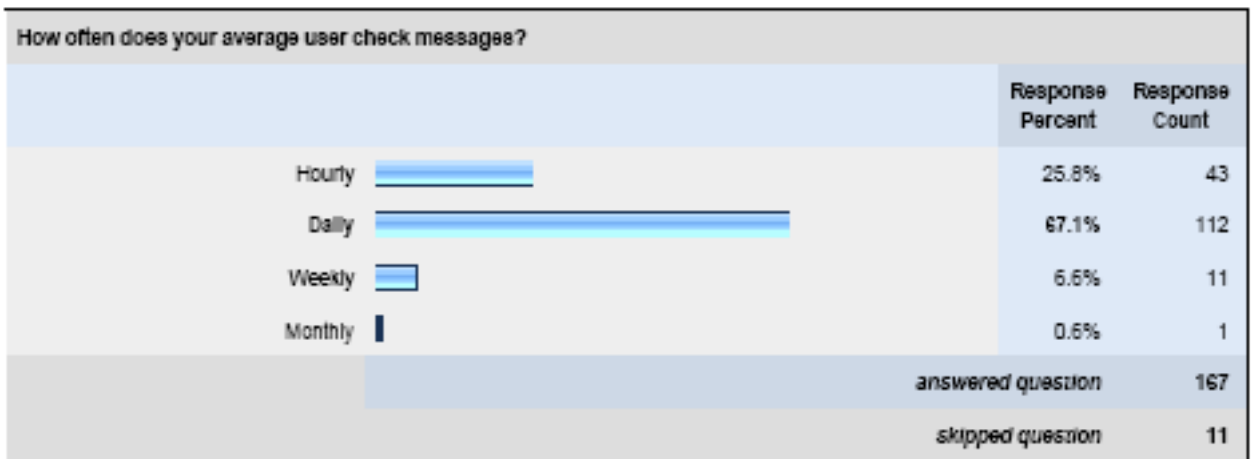 How often does your average user check messages?
Response Percent Response Count
Hourly 25.8% 43
Daily 67.1% 112
Weekly 6.6% 11
Monthly 0.6% 1
answered question 167
skipped question 11